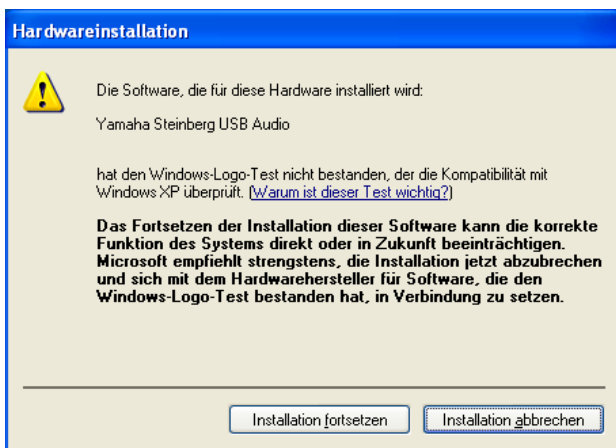 Hardwareinstallation
Die Software, die für diese Hardware installiert wird:
Yamaha Steinberg USB Audio
hat den Windows-Logo-Test nicht bestanden, der die Kompatibilität mit
Windows XP überprüft. (Warum ist dieser Test wichtig?)
Das Fortsetzen der Installation dieser Software kann die korrekte
Funktion des Systems direkt oder in Zukunft beeinträchtigen.
Microsoft empfiehlt strengstens, die Installation jetzt abzubrechen
und sich mit dem Hardwarehersteller für Software, die den
Windows-Logo-Test bestanden hat, in Verbindung zu setzen.
Installation fortsetzen Installation abbrechen